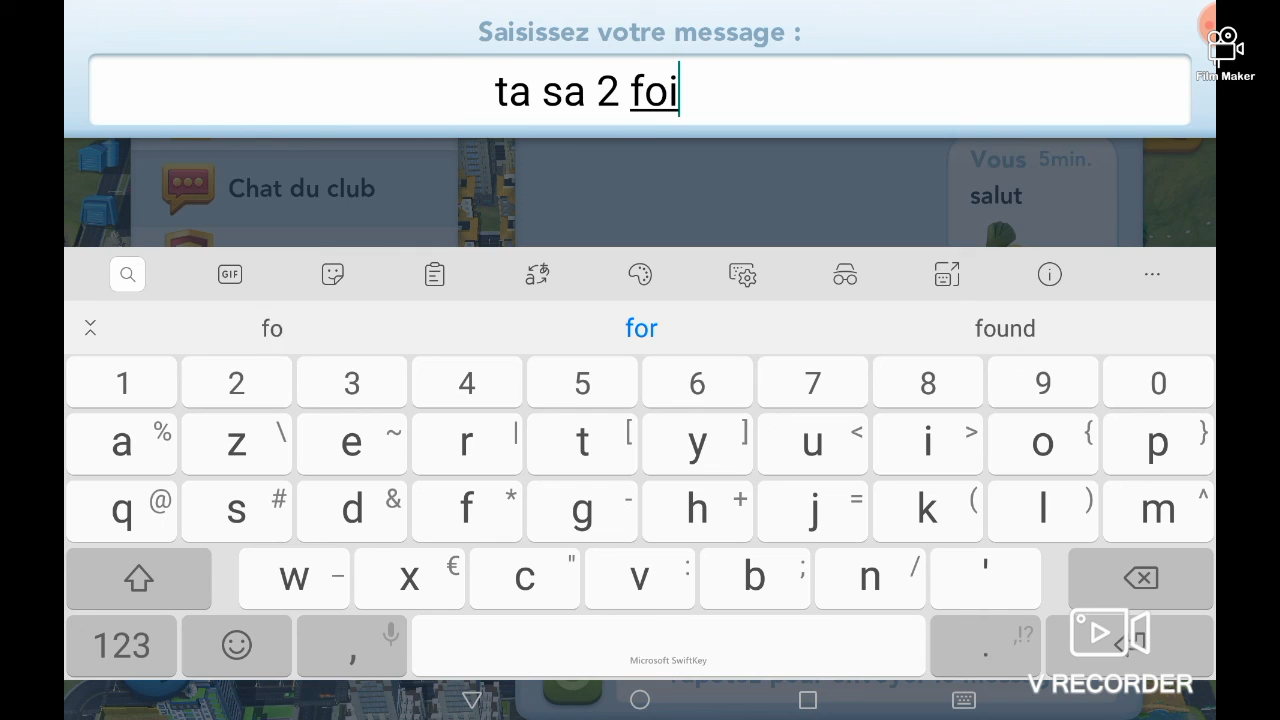 Saisissez votre message :
ta sa 2 foi
Film Maker
Vous 5min.
Chat du club
salut
GIF
fo for found
1 2 3 4 5 6 7 8 9 0
a % z \ e ~ r | t [ y ] u < i > o { p }
q @ s # d & f * g - h + j = k ( l ) m ^
w – x € c " v : b ; n / '
123 , . ,!?
Microsoft SwiftKey
V RECORDER